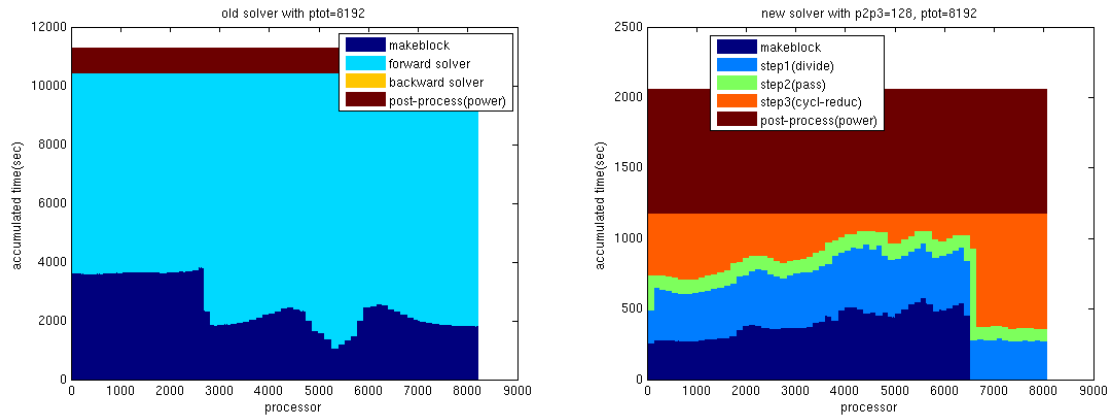 old solver with ptot=8192
12000
10000
8000
6000
4000
2000
0
accumulated time(sec)
makeblock
forward solver
backward solver
post-process(power)
0 1000 2000 3000 4000 5000 6000 7000 8000 9000
processor
new solver with p2p3=128, ptot=8192
2500
2000
1500
1000
500
0
accumulated time(sec)
makeblock
step1(divide)
step2(pass)
step3(cycl-reduc)
post-process(power)
0 1000 2000 3000 4000 5000 6000 7000 8000 9000
processor